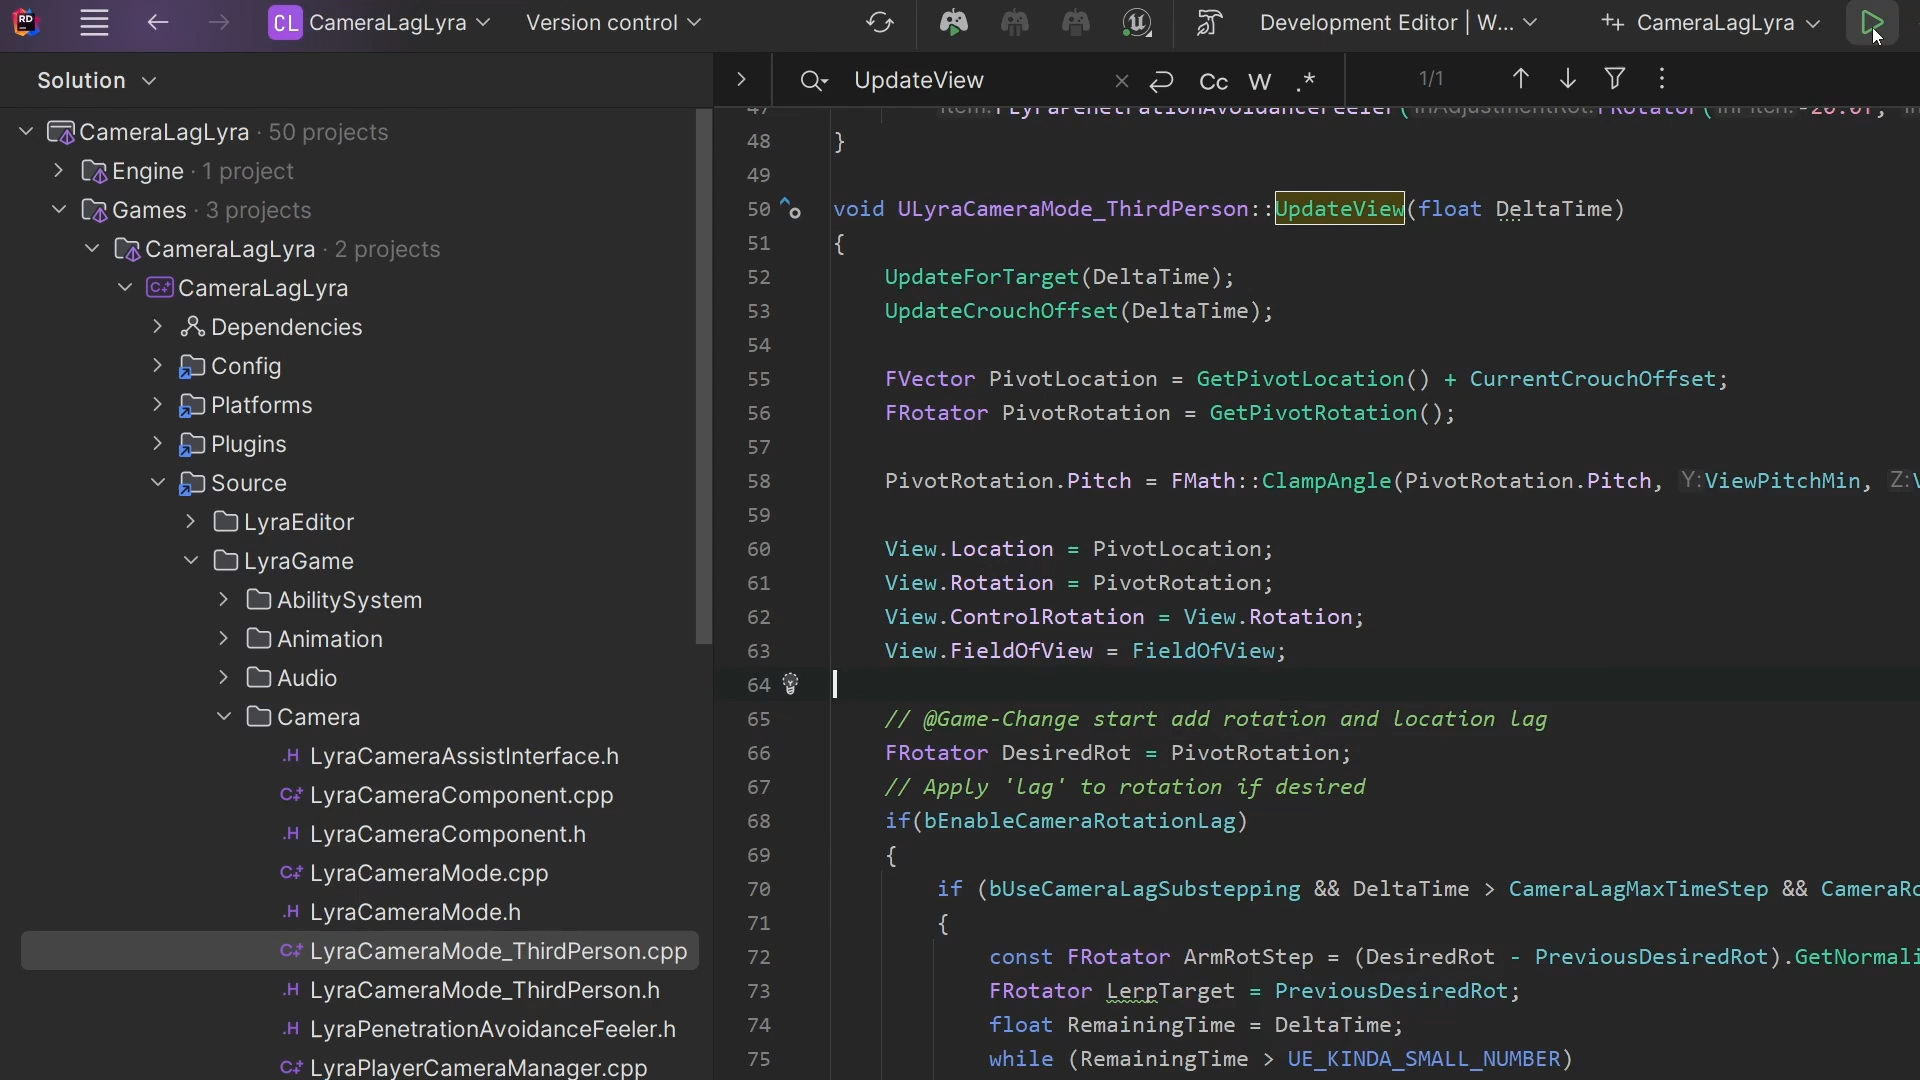 RD
CL CameraLagLyra
Version control
Development Editor | W...
CameraLagLyra
Solution
UpdateView
Cc W .*
1/1
CameraLagLyra · 50 projects
Engine · 1 project
Games · 3 projects
CameraLagLyra · 2 projects
CameraLagLyra
Dependencies
Config
Platforms
Plugins
Source
LyraEditor
LyraGame
AbilitySystem
Animation
Audio
Camera
.H LyraCameraAssistInterface.h
C++ LyraCameraComponent.cpp
.H LyraCameraComponent.h
C++ LyraCameraMode.cpp
.H LyraCameraMode.h
C++ LyraCameraMode_ThirdPerson.cpp
.H LyraCameraMode_ThirdPerson.h
.H LyraPenetrationAvoidanceFeeler.h
C++ LyraPlayerCameraManager.cpp
48 }
49
50 void ULyraCameraMode_ThirdPerson::UpdateView(float DeltaTime)
51 {
52 UpdateForTarget(DeltaTime);
53 UpdateCrouchOffset(DeltaTime);
54
55 FVector PivotLocation = GetPivotLocation() + CurrentCrouchOffset;
56 FRotator PivotRotation = GetPivotRotation();
57
58 PivotRotation.Pitch = FMath::ClampAngle(PivotRotation.Pitch, Y: ViewPitchMin, Z:
59
60 View.Location = PivotLocation;
61 View.Rotation = PivotRotation;
62 View.ControlRotation = View.Rotation;
63 View.FieldOfView = FieldOfView;
64
65 // @Game-Change start add rotation and location lag
66 FRotator DesiredRot = PivotRotation;
67 // Apply 'lag' to rotation if desired
68 if(bEnableCameraRotationLag)
69 {
70 if (bUseCameraLagSubstepping && DeltaTime > CameraLagMaxTimeStep && CameraRo
71 {
72 const FRotator ArmRotStep = (DesiredRot - PreviousDesiredRot).GetNormali
73 FRotator LerpTarget = PreviousDesiredRot;
74 float RemainingTime = DeltaTime;
75 while (RemainingTime > UE_KINDA_SMALL_NUMBER)